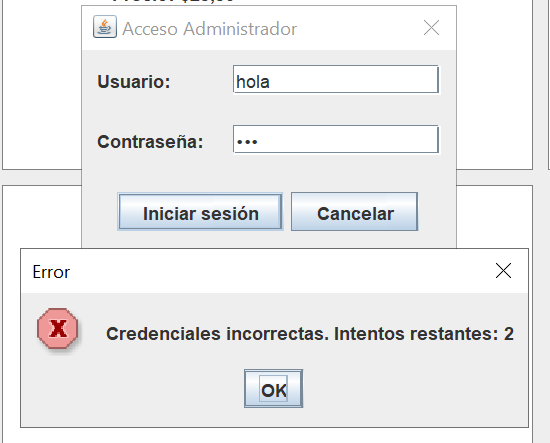 Acceso Administrador
Usuario:
hola
Contraseña:
•••
Iniciar sesión
Cancelar
Error
Credenciales incorrectas. Intentos restantes: 2
OK